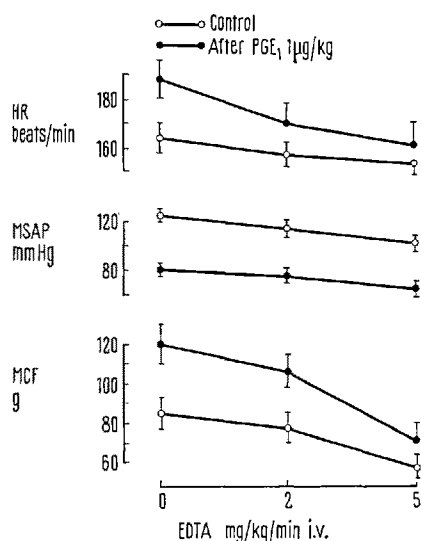 Control
After PGE₁ 1µg/kg
HR
beats/min
180
160
MSAP
mmHg
120
80
MCF
g
120
100
80
60
0 2 5
EDTA mg/kg/min i.v.